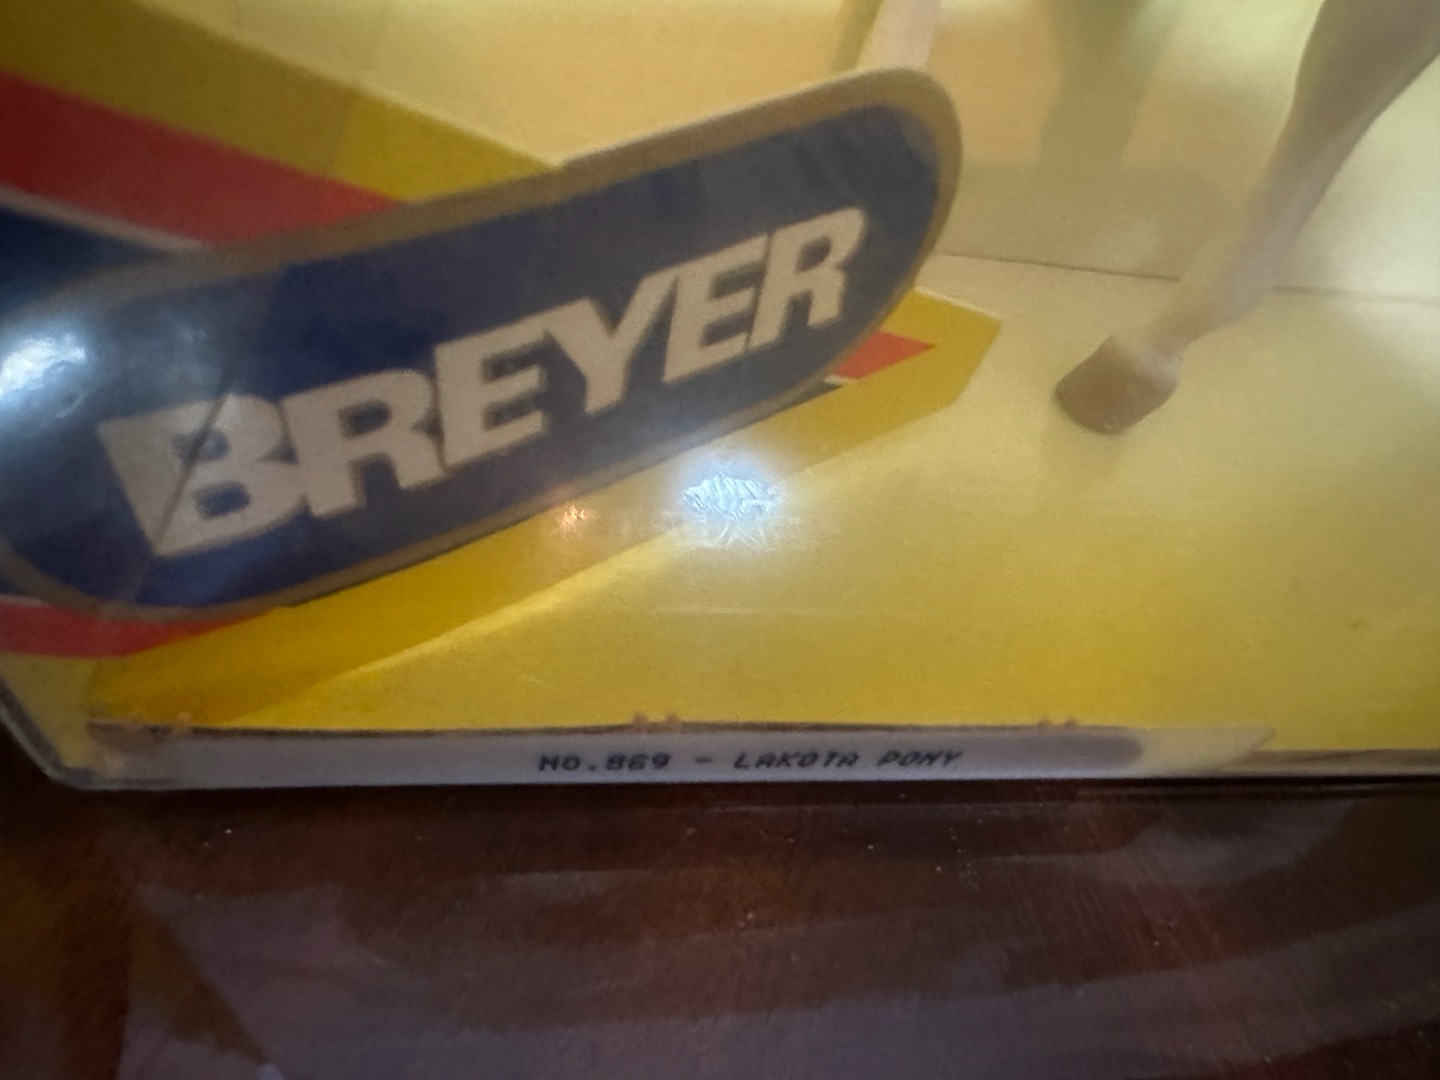 BREYER
NO.869 - LAKOTA PONY